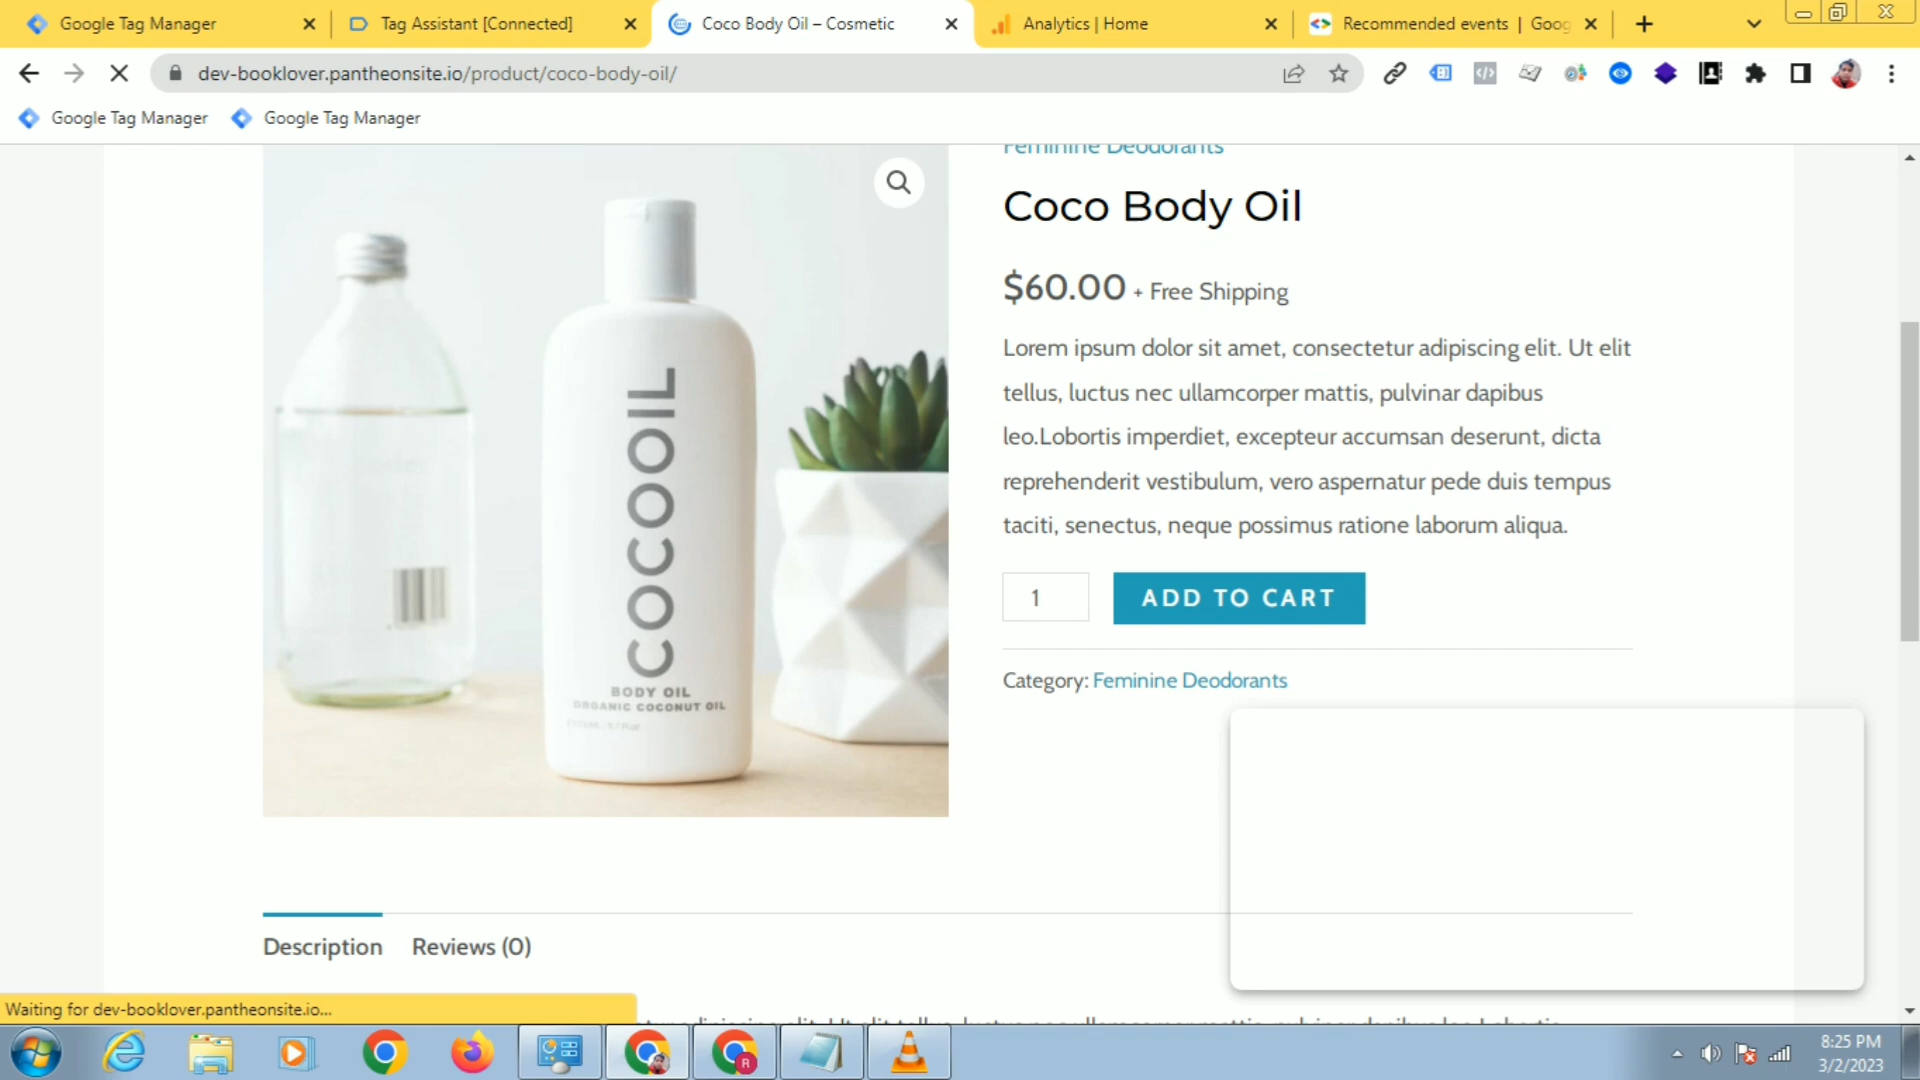 Google Tag Manager
Tag Assistant [Connected]
Coco Body Oil – Cosmetic
Analytics | Home
Recommended events | Goog
dev-booklover.pantheonsite.io/product/coco-body-oil/
Google Tag Manager
Google Tag Manager
Feminine Deodorants
Coco Body Oil
$60.00 + Free Shipping
Lorem ipsum dolor sit amet, consectetur adipiscing elit. Ut elit
tellus, luctus nec ullamcorper mattis, pulvinar dapibus
leo.Lobortis imperdiet, excepteur accumsan deserunt, dicta
reprehenderit vestibulum, vero aspernatur pede duis tempus
taciti, senectus, neque possimus ratione laborum aliqua.
1
ADD TO CART
Category: Feminine Deodorants
COCOOIL
BODY OIL
ORGANIC COCONUT OIL
Description
Reviews (0)
Waiting for dev-booklover.pantheonsite.io...
R
8:25 PM
3/2/2023